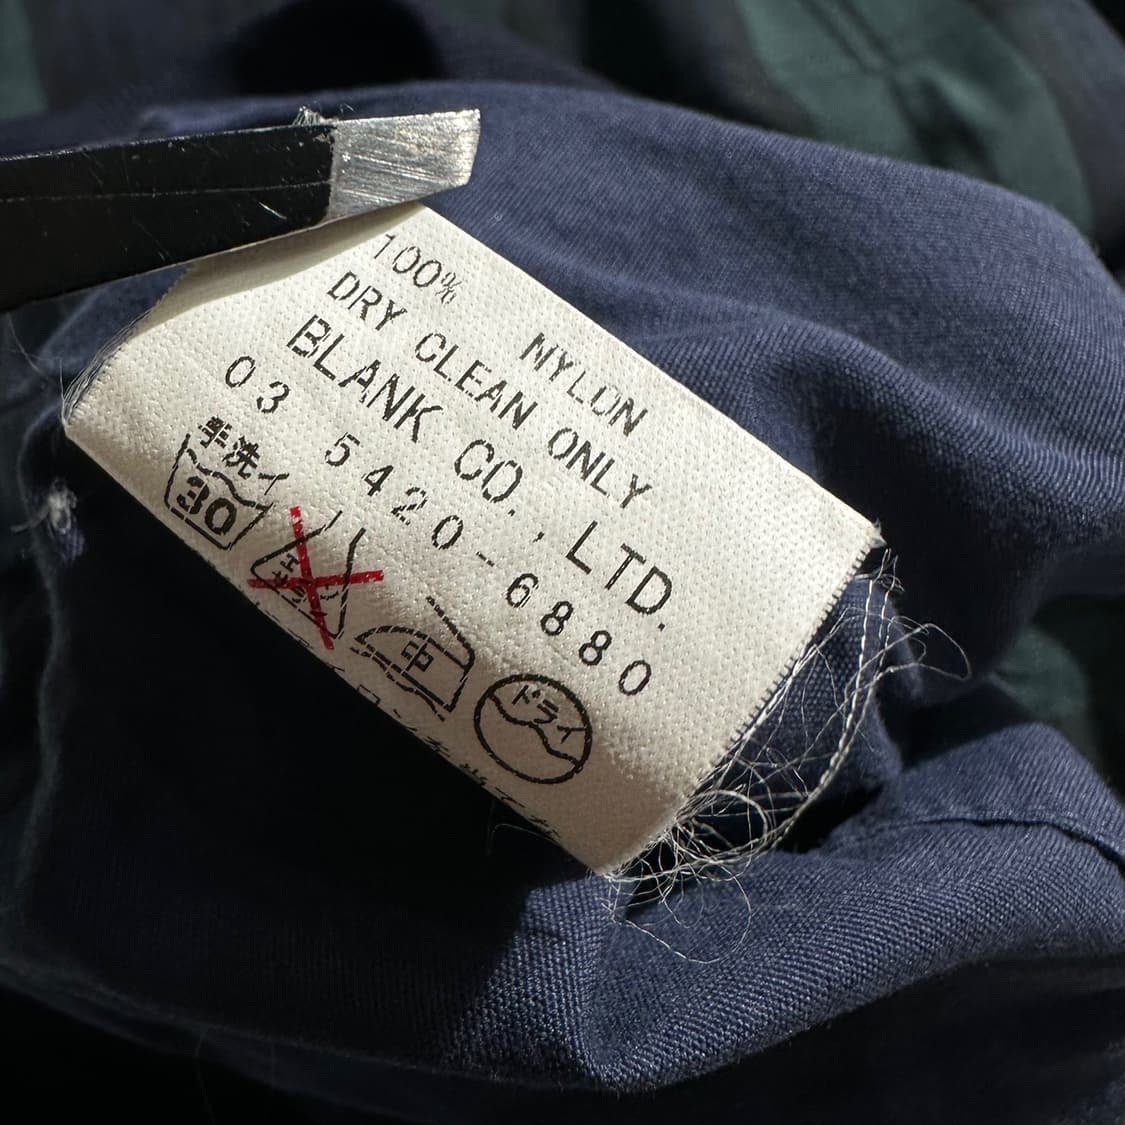 100% NYLON
DRY CLEAN ONLY
BLANK CO., LTD.
03 5420-6880
手洗イ
30
中
ドライ